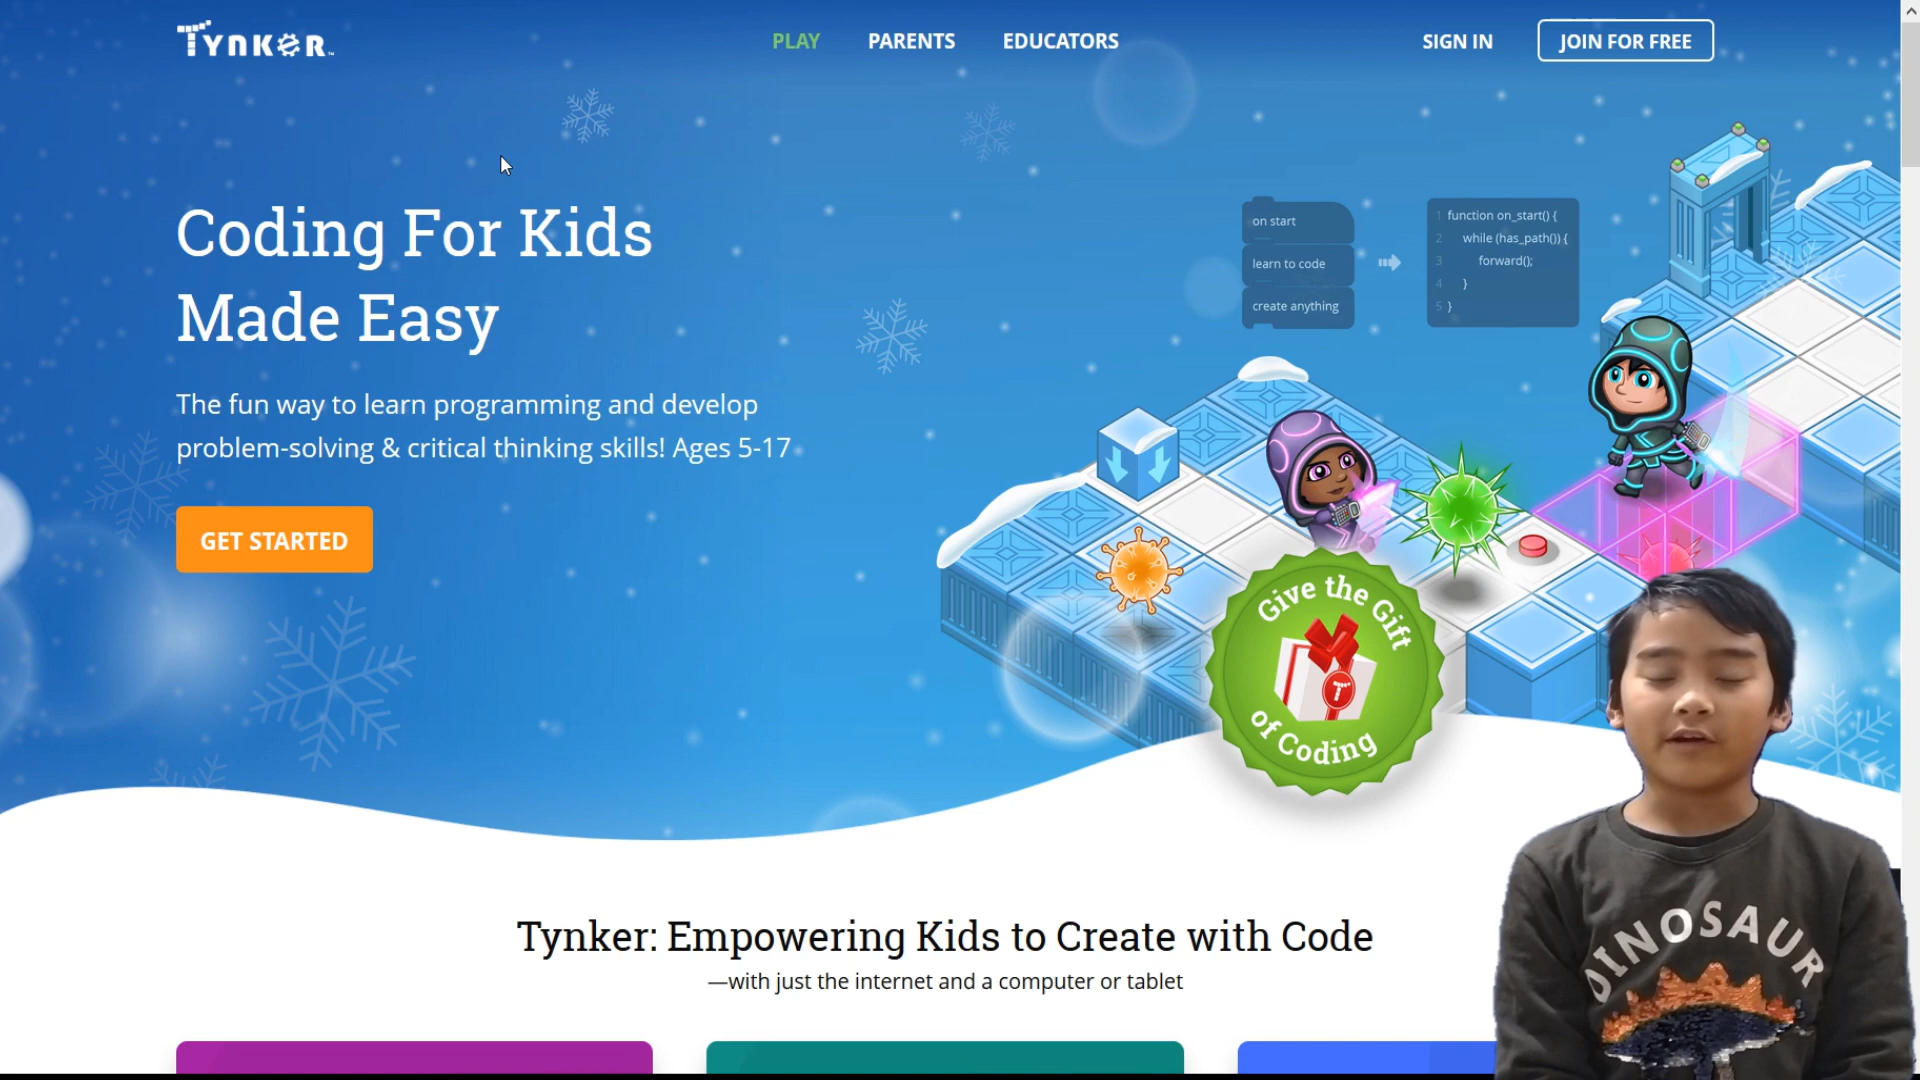 TYNKER
PLAY
PARENTS
EDUCATORS
SIGN IN
JOIN FOR FREE
Coding For Kids
Made Easy
The fun way to learn programming and develop
problem-solving & critical thinking skills! Ages 5-17
GET STARTED
on start
learn to code
create anything
1 function on_start() {
2 while (has_path()) {
3 forward();
4 }
5 }
Give the Gift
T
of Coding
Tynker: Empowering Kids to Create with Code
—with just the internet and a computer or tablet
DINOSAUR